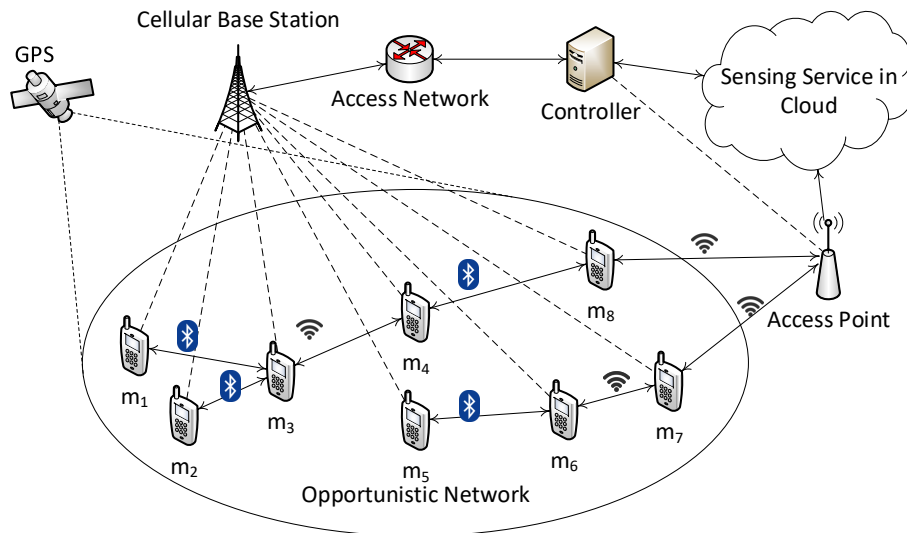 Cellular Base Station
GPS
Access Network
Controller
Sensing Service in
Cloud
Access Point
m₁
m₂
m₃
m₄
m₅
m₆
m₇
m₈
Opportunistic Network